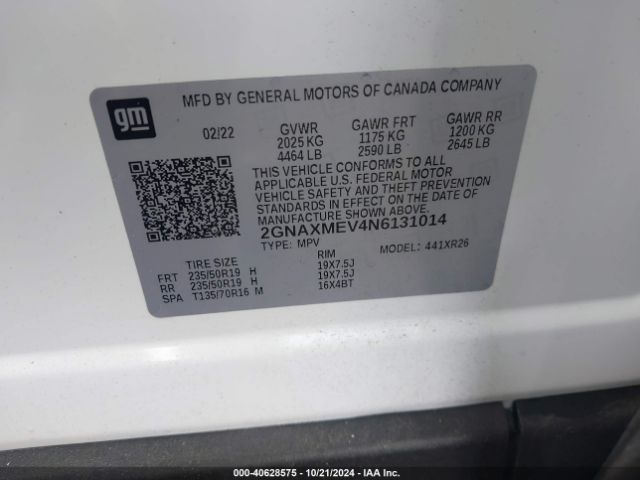 MFD BY GENERAL MOTORS OF CANADA COMPANY
gm
02/22 GVWR GAWR FRT GAWR RR
2025 KG 1175 KG 1200 KG
4464 LB 2590 LB 2645 LB
THIS VEHICLE CONFORMS TO ALL
APPLICABLE U.S. FEDERAL MOTOR
VEHICLE SAFETY AND THEFT PREVENTION
STANDARDS IN EFFECT ON THE DATE OF
MANUFACTURE SHOWN ABOVE.
2GNAXMEV4N6131014
TYPE: MPV MODEL: 441XR26
TIRE SIZE RIM
FRT 235/50R19 H 19X7.5J
RR 235/50R19 H 19X7.5J
SPA T135/70R16 M 16X4BT
000-40628575 - 10/21/2024 - IAA Inc.